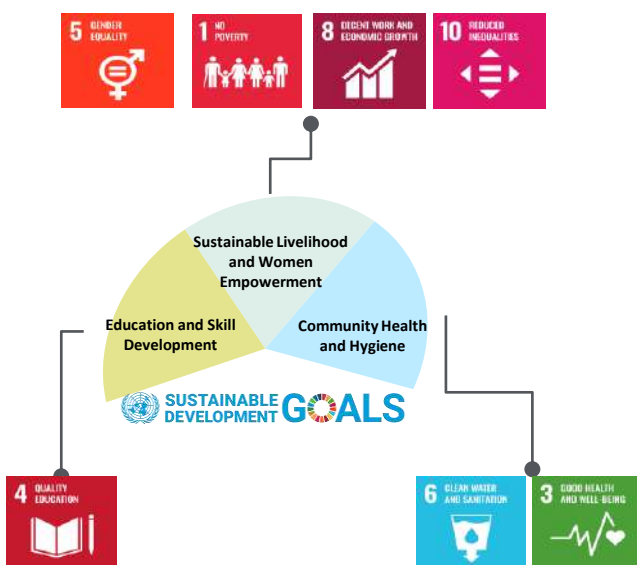 5 GENDER
EQUALITY
1 NO
POVERTY
8 DECENT WORK AND
ECONOMIC GROWTH
10 REDUCED
INEQUALITIES
Sustainable Livelihood
and Women
Empowerment
Education and Skill
Development
Community Health
and Hygiene
SUSTAINABLE
DEVELOPMENT GOALS
4 QUALITY
EDUCATION
6 CLEAN WATER
AND SANITATION
3 GOOD HEALTH
AND WELL-BEING